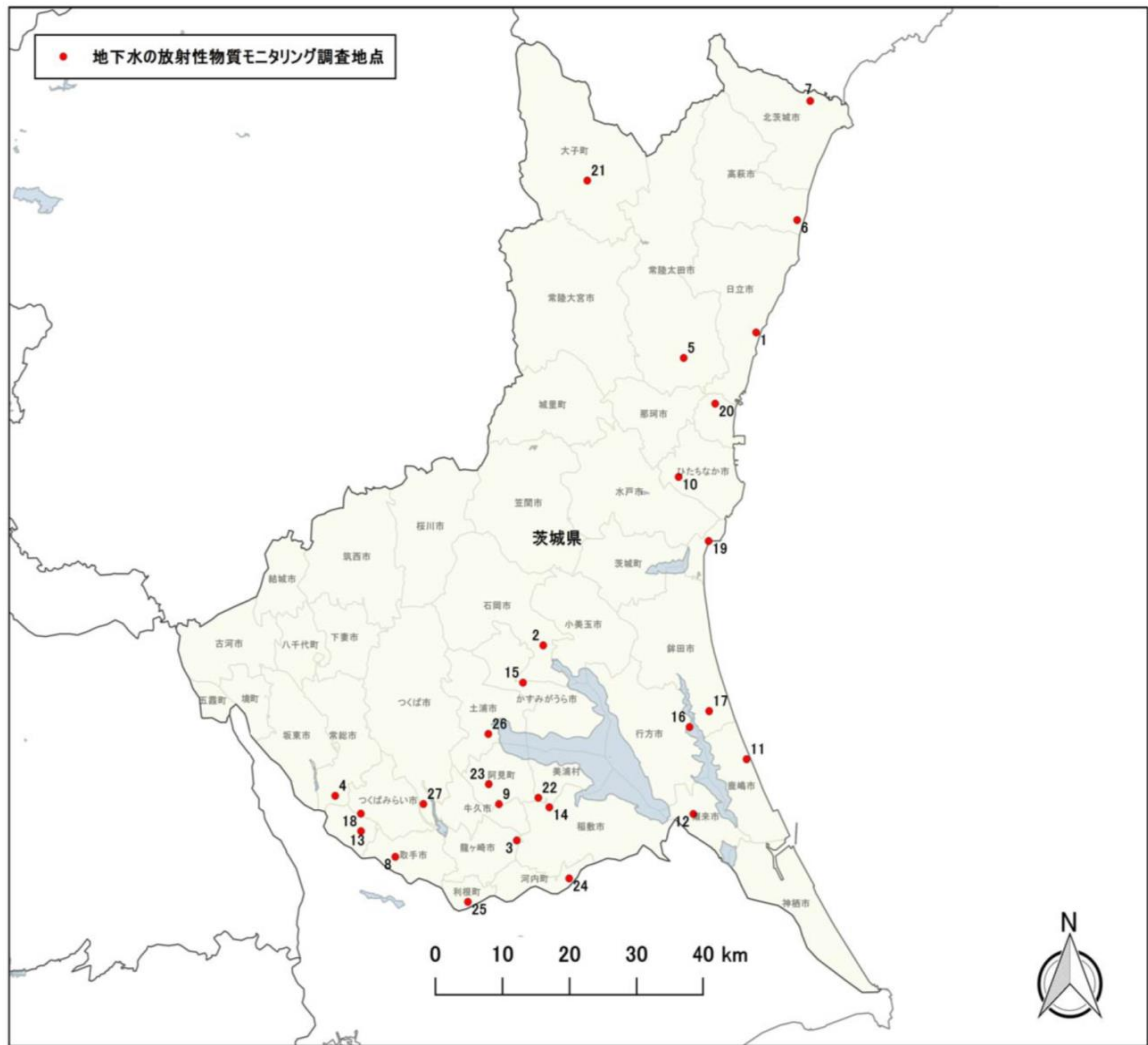 地下水の放射性物質モニタリング調査地点
7
北茨城市
大子町
21
高萩市
6
常陸太田市
日立市
常陸大宮市
1
5
城里町
那珂市
20
ひたちなか市
10
水戸市
笠間市
桜川市
茨城県
19
茨城町
筑西市
結城市
石岡市
小美玉市
2
古河市
八千代町
下妻市
鉾田市
15
かすみがうら市
五霞町
境町
つくば市
土浦市
17
16
26
行方市
坂東市
常総市
11
美浦村
阿見町
23
鹿嶋市
4
つくばみらい市
27
22
9
牛久市
14
18
12
潮来市
稲敷市
13
3
龍ヶ崎市
8
取手市
河内町
24
利根町
25
神栖市
N
0 10 20 30 40 km